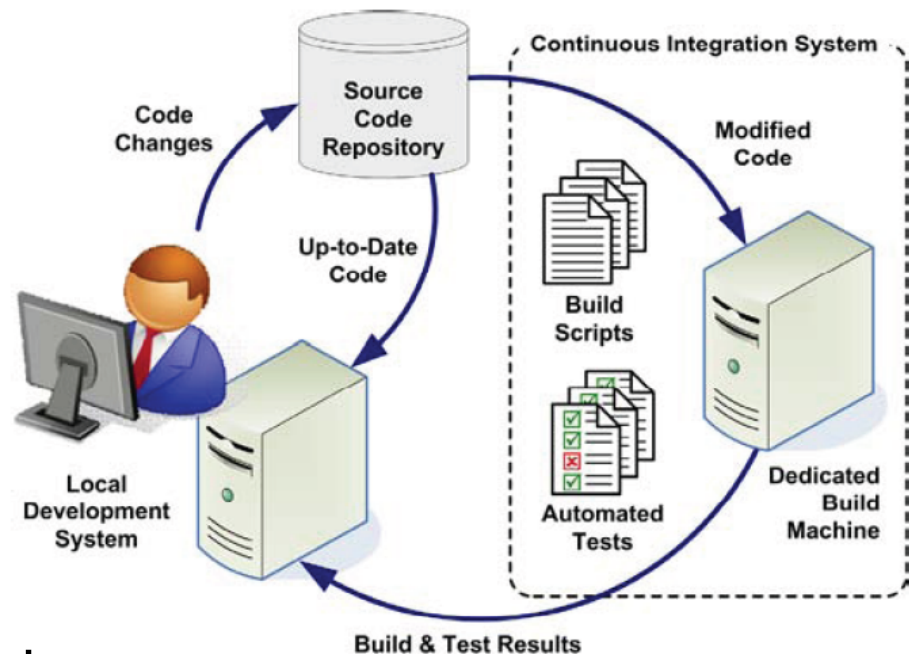 Continuous Integration System
Source
Code
Repository
Code
Changes
Modified
Code
Up-to-Date
Code
Build
Scripts
Local
Development
System
Automated
Tests
Dedicated
Build
Machine
Build & Test Results